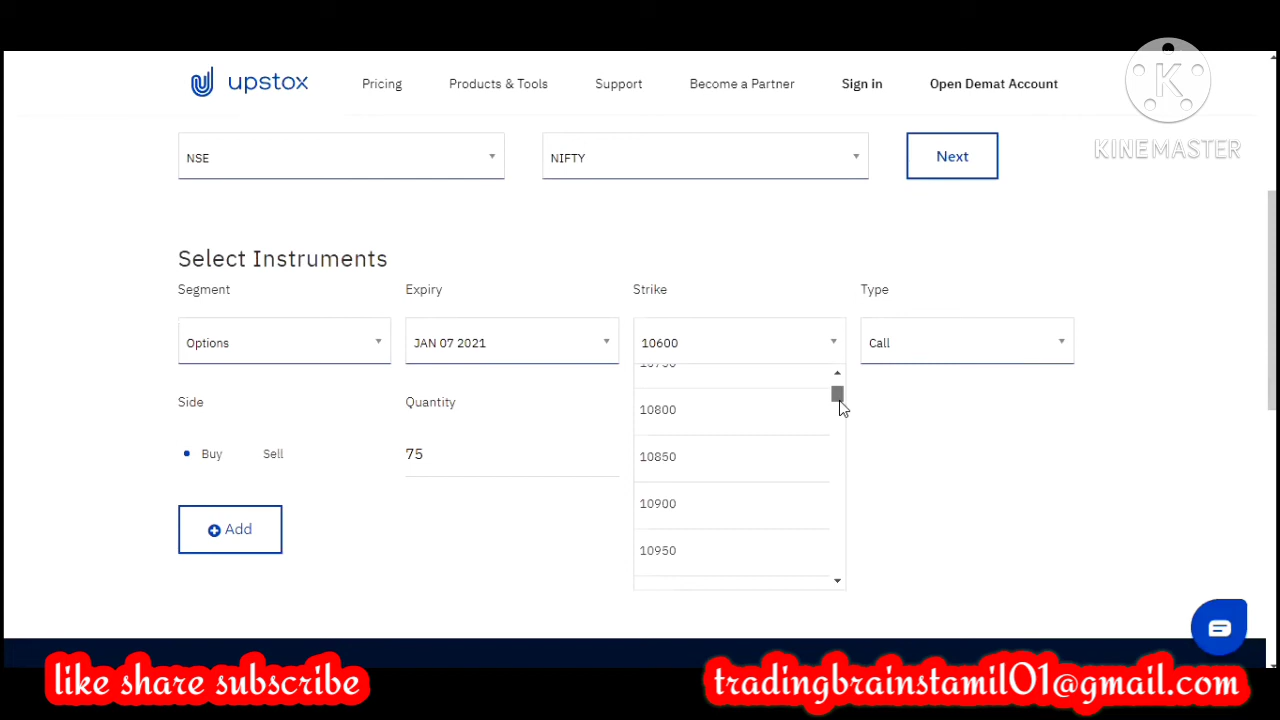 upstox
Pricing
Products & Tools
Support
Become a Partner
Sign in
Open Demat Account
K
KINEMASTER
NSE
NIFTY
Next
Select Instruments
Segment
Expiry
Strike
Type
Options
JAN 07 2021
10600
Call
10750
10800
10850
10900
10950
Side
Quantity
Buy
Sell
75
Add
like share subscribe
tradingbrainstamil01@gmail.com